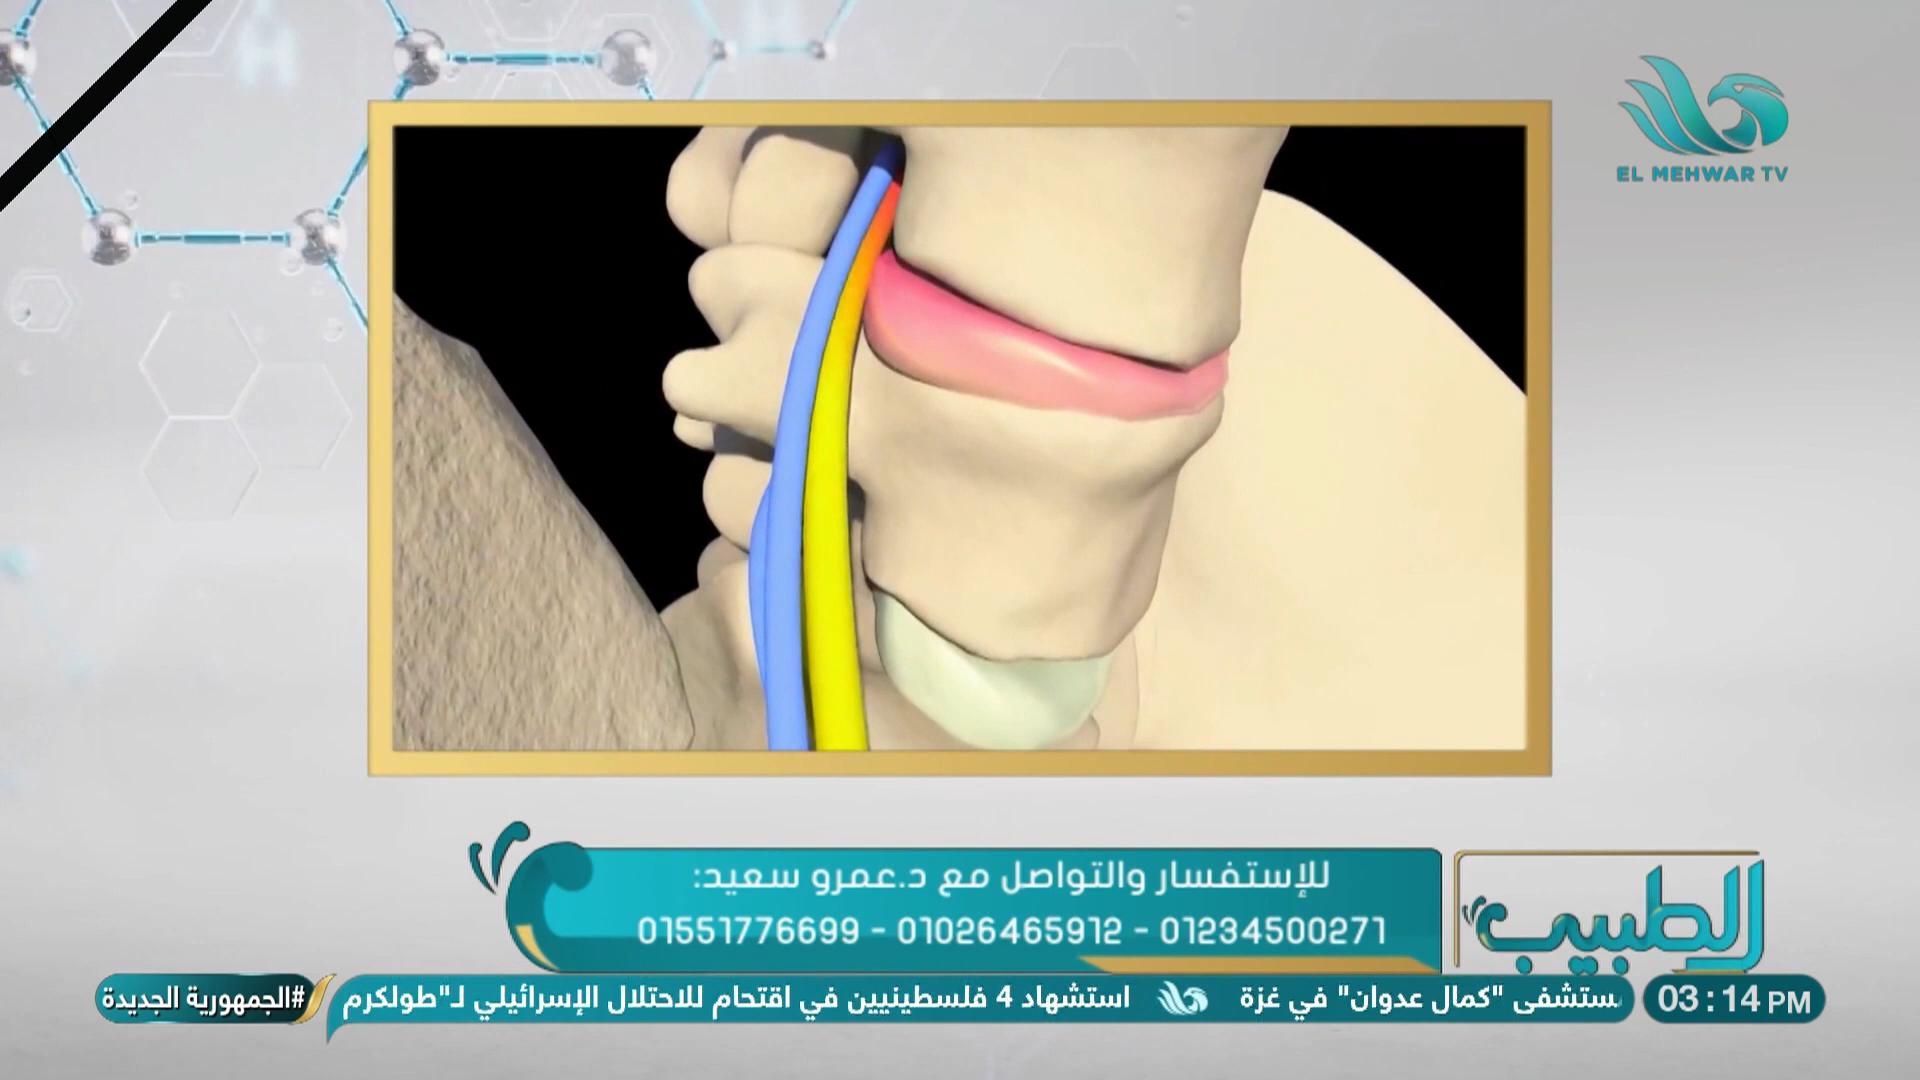 EL MEHWAR TV
للإستفسار والتواصل مع د.عمرو سعيد:
01551776699 - 01026465912 - 01234500271
الطبيب
03:14 PM
ستشفى "كمال عدوان" في غزة استشهاد 4 فلسطينيين في اقتحام للاحتلال الإسرائيلي لـ"طولكرم
#الجمهورية الجديدة